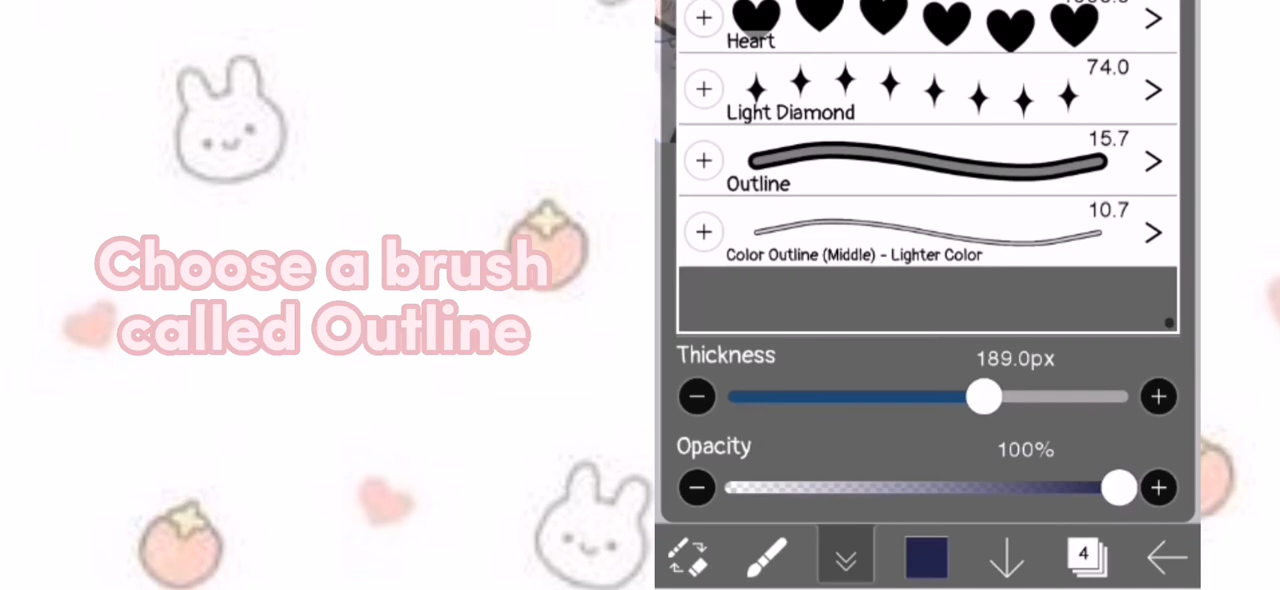 Choose a brush
called Outline
Heart
74.0
Light Diamond
15.7
Outline
10.7
Color Outline (Middle) - Lighter Color
Thickness
189.0px
Opacity
100%
4